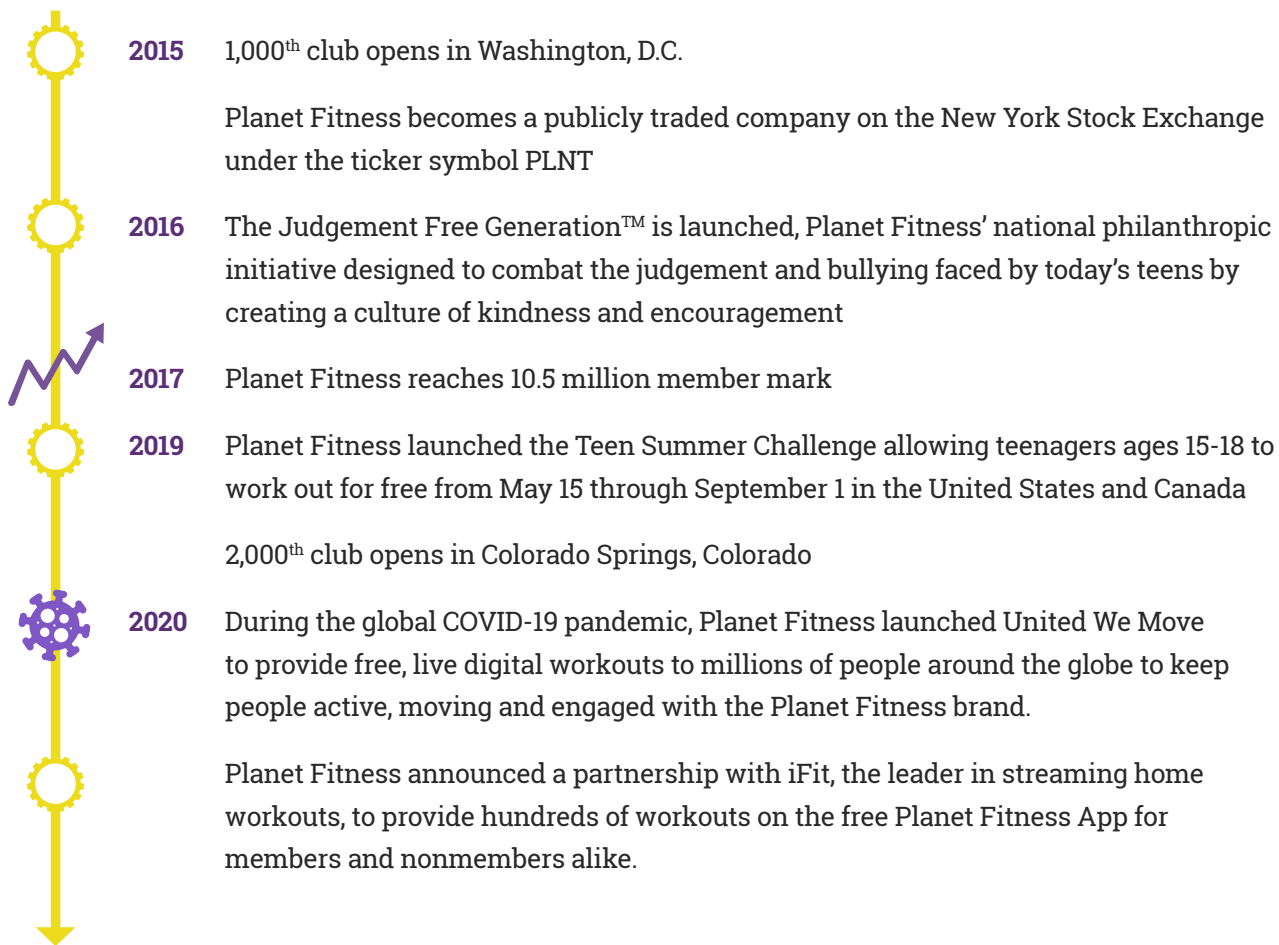 2015 1,000th club opens in Washington, D.C.
Planet Fitness becomes a publicly traded company on the New York Stock Exchange
under the ticker symbol PLNT
2016 The Judgement Free Generation™ is launched, Planet Fitness’ national philanthropic
initiative designed to combat the judgement and bullying faced by today’s teens by
creating a culture of kindness and encouragement
2017 Planet Fitness reaches 10.5 million member mark
2019 Planet Fitness launched the Teen Summer Challenge allowing teenagers ages 15-18 to
work out for free from May 15 through September 1 in the United States and Canada
2,000th club opens in Colorado Springs, Colorado
2020 During the global COVID-19 pandemic, Planet Fitness launched United We Move
to provide free, live digital workouts to millions of people around the globe to keep
people active, moving and engaged with the Planet Fitness brand.
Planet Fitness announced a partnership with iFit, the leader in streaming home
workouts, to provide hundreds of workouts on the free Planet Fitness App for
members and nonmembers alike.